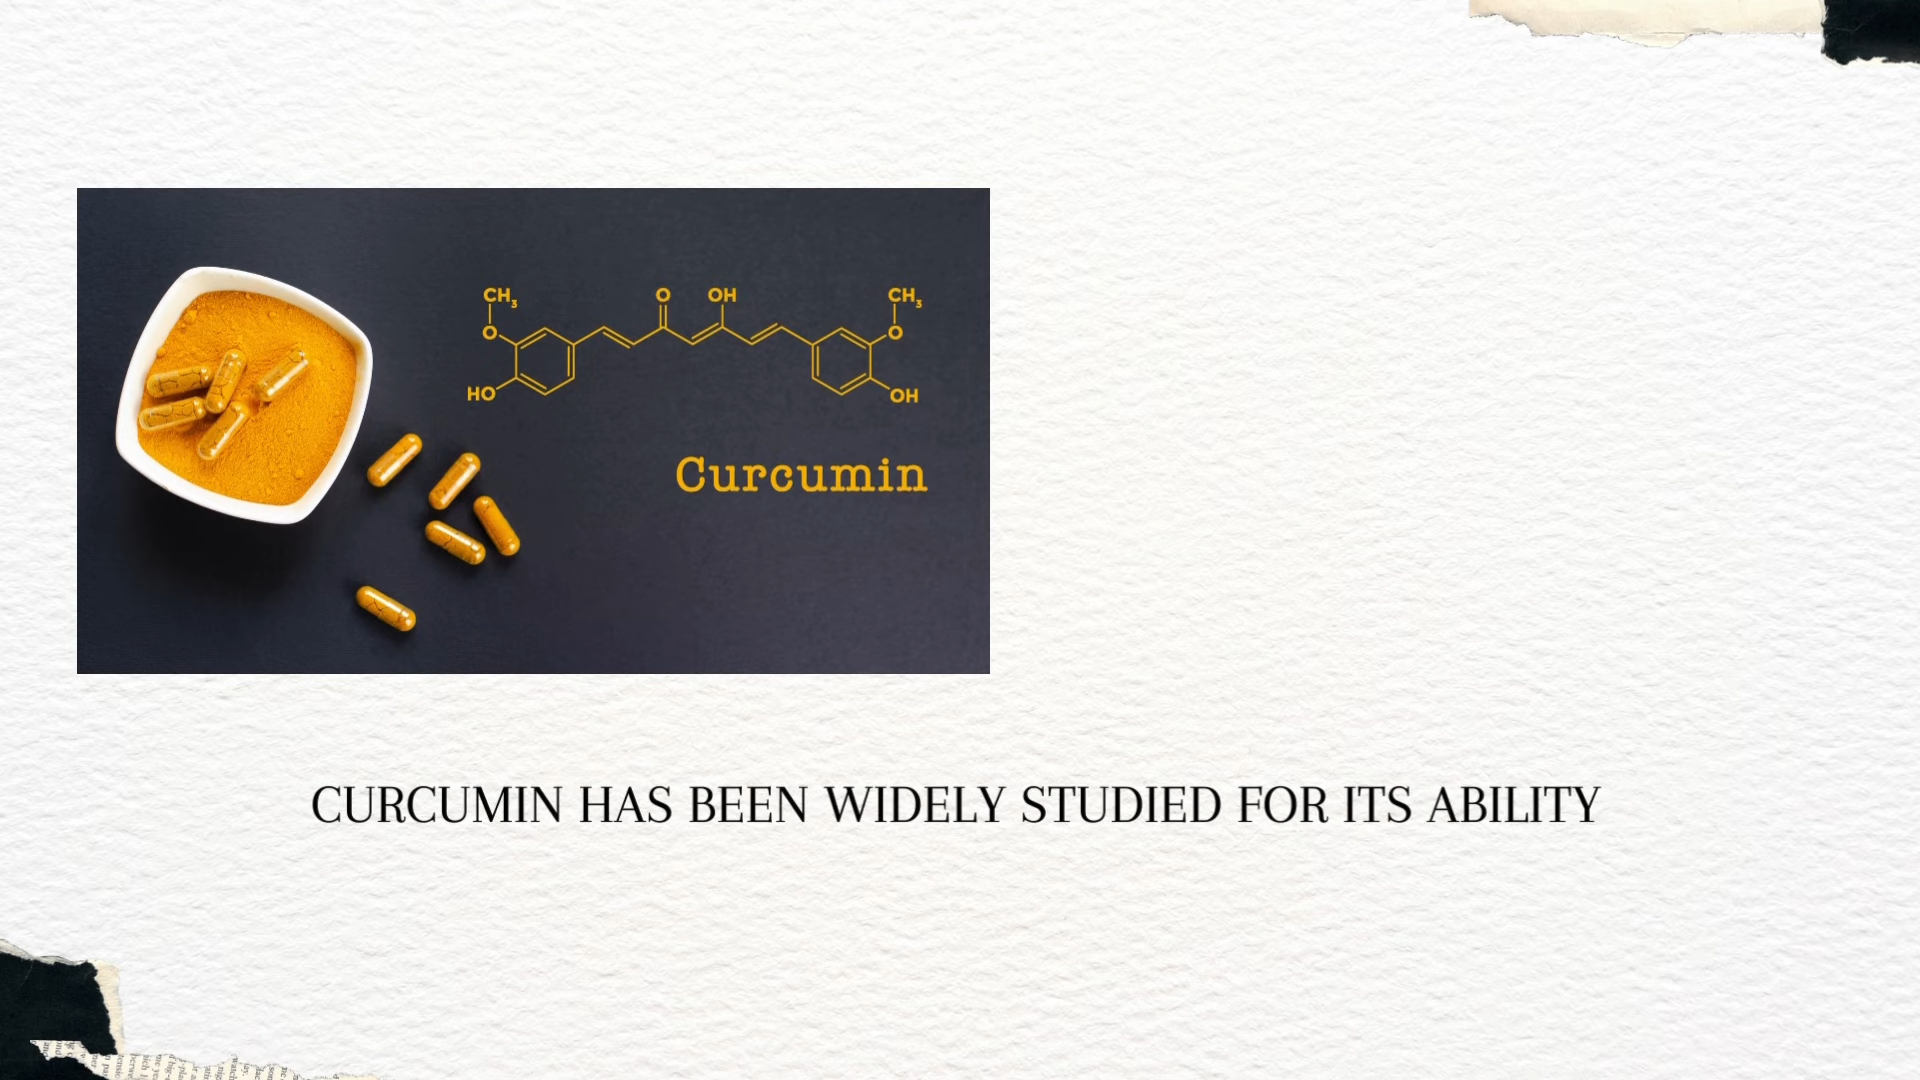 CH₃ O OH CH₃
O O
HO OH
Curcumin
CURCUMIN HAS BEEN WIDELY STUDIED FOR ITS ABILITY